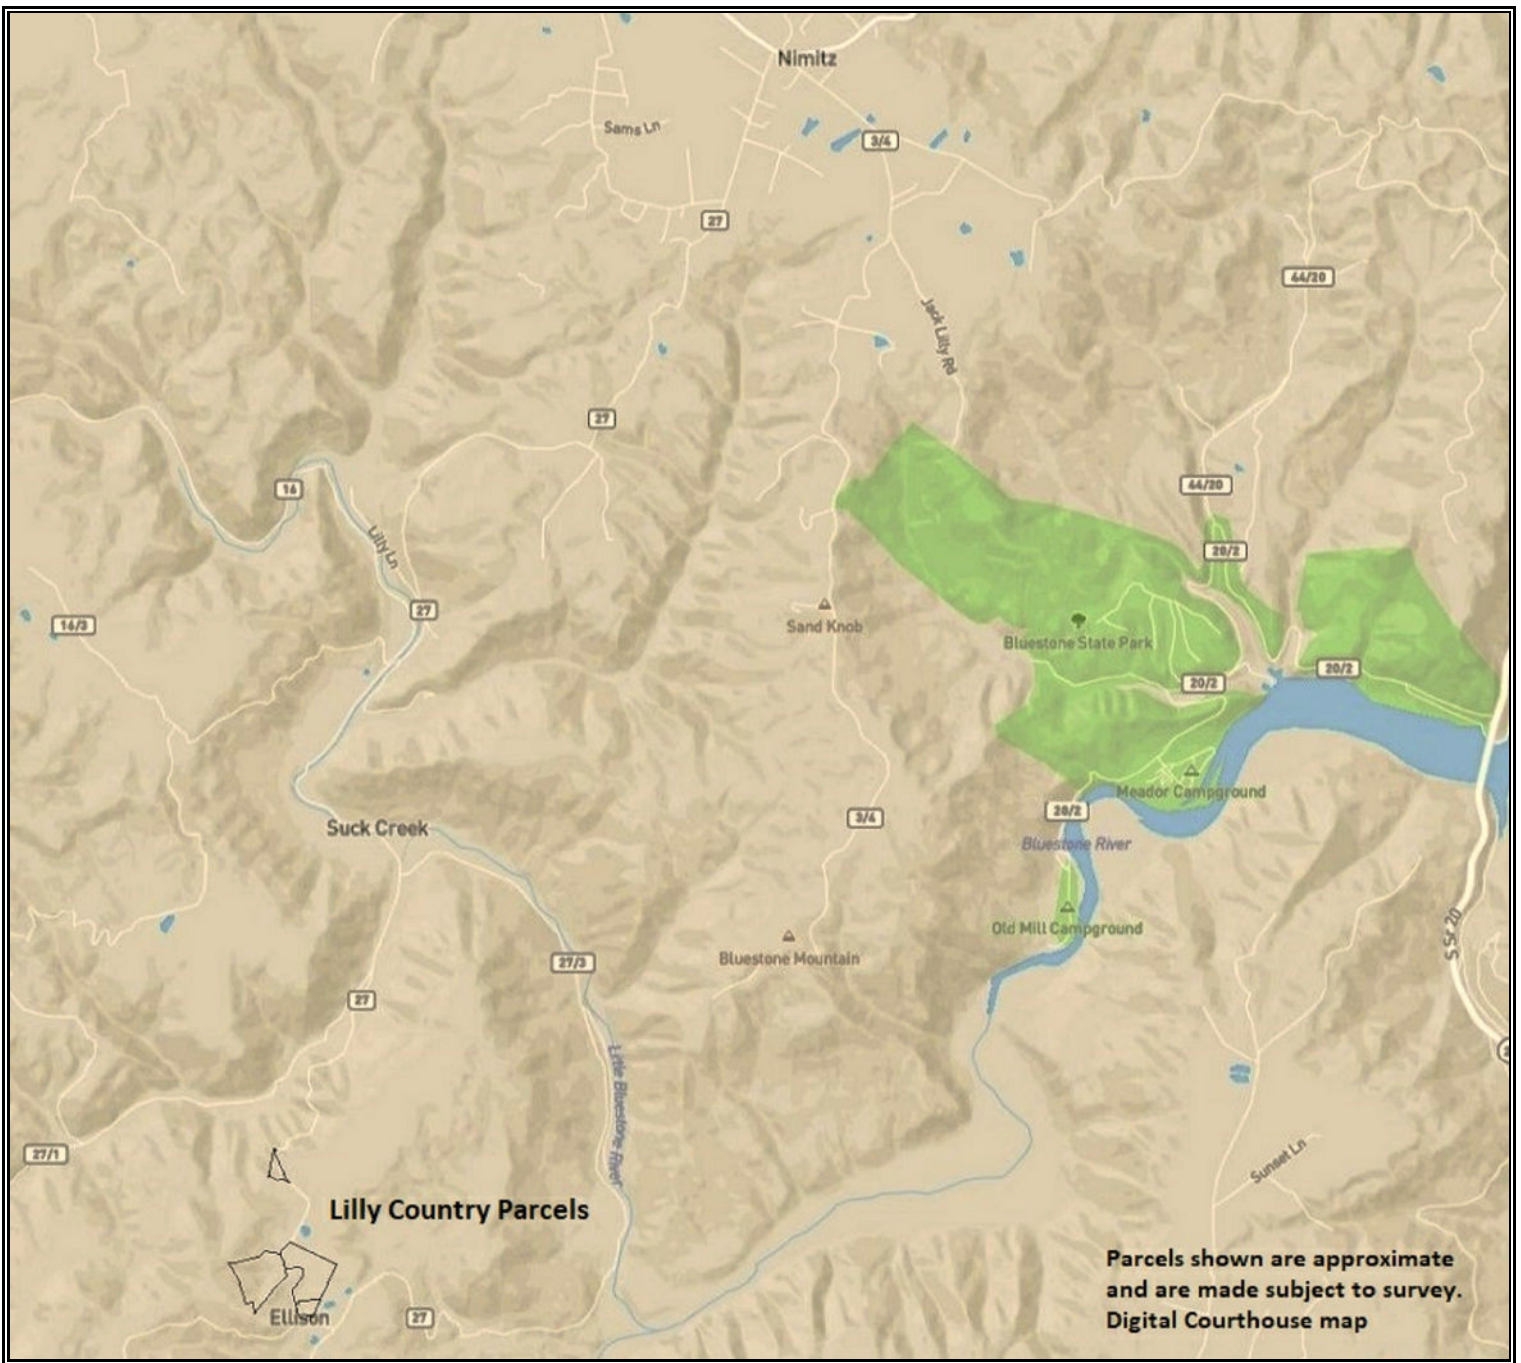 Nimitz
Sams Ln
3/4
27
44/20
Jack Lilly Rd
27
16
44/20
Lilly Ln
20/2
27
16/3
Sand Knob
Bluestone State Park
20/2
20/2
Meador Campground
20/2
3/4
Suck Creek
Bluestone River
Old Mill Campground
S Sr 20
Bluestone Mountain
27/3
27
Little Bluestone River
27/1
Sunset Ln
Lilly Country Parcels
Parcels shown are approximate
and are made subject to survey.
Digital Courthouse map
Ellison
27